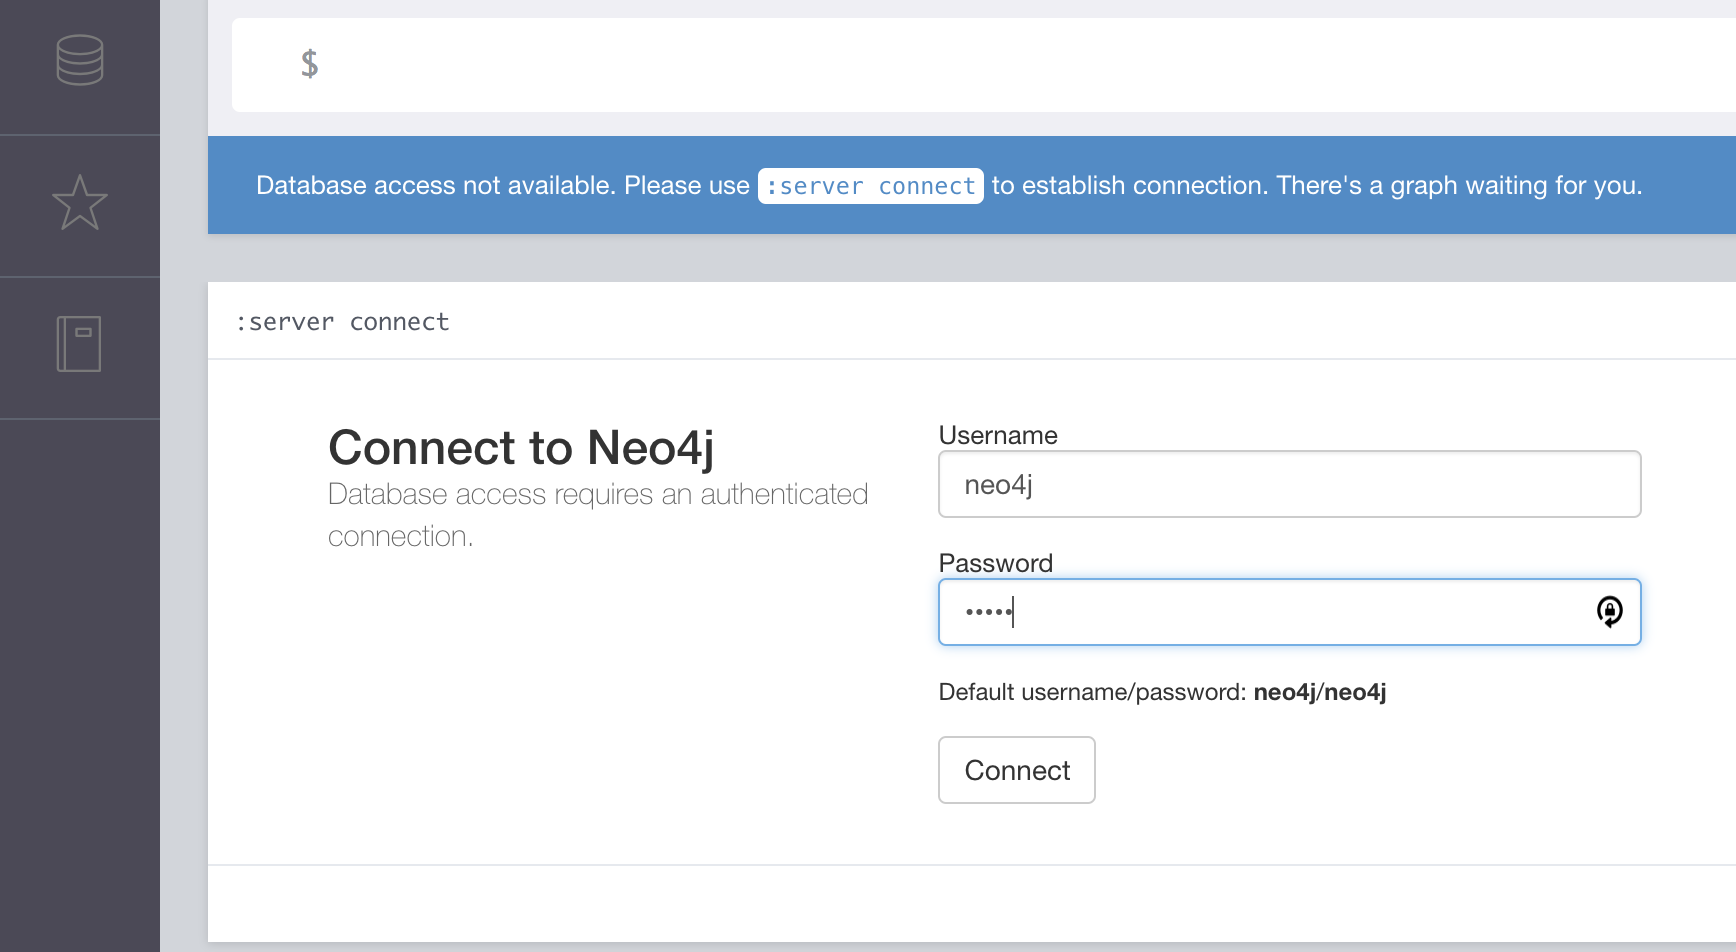 $
Database access not available. Please use :server connect to establish connection. There's a graph waiting for you.
:server connect
Connect to Neo4j
Database access requires an authenticated
connection.
Username
neo4j
Password
•••••
Default username/password: neo4j/neo4j
Connect